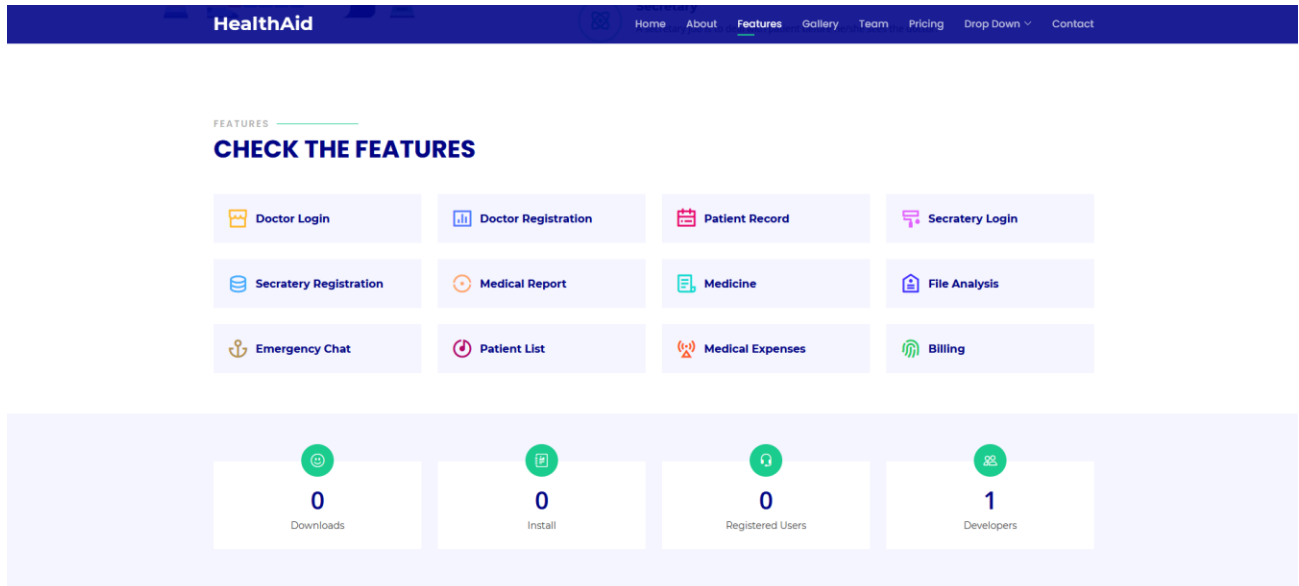 Secretary
HealthAid
Home About Features Gallery Team Pricing Drop Down Contact
FEATURES
CHECK THE FEATURES
Doctor Login
Doctor Registration
Patient Record
Secratery Login
Secratery Registration
Medical Report
Medicine
File Analysis
Emergency Chat
Patient List
Medical Expenses
Billing
0
Downloads
0
Install
0
Registered Users
1
Developers